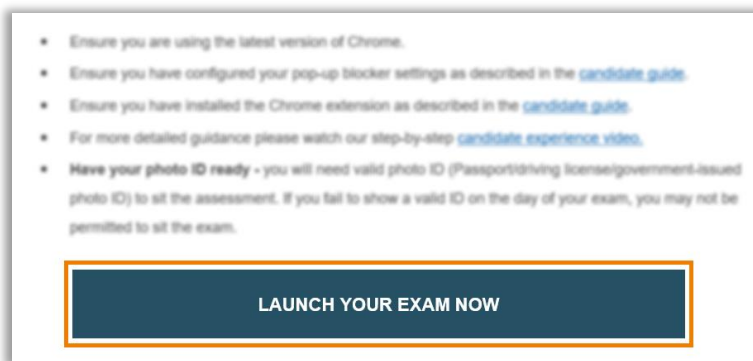 Ensure you are using the latest version of Chrome.
Ensure you have configured your pop-up blocker settings as described in the candidate guide.
Ensure you have installed the Chrome extension as described in the candidate guide.
For more detailed guidance please watch our step-by-step candidate experience video.
Have your photo ID ready - you will need valid photo ID (Passport/driving license/government-issued
photo ID) to sit the assessment. If you fail to show a valid ID on the day of your exam, you may not be
permitted to sit the exam.
LAUNCH YOUR EXAM NOW